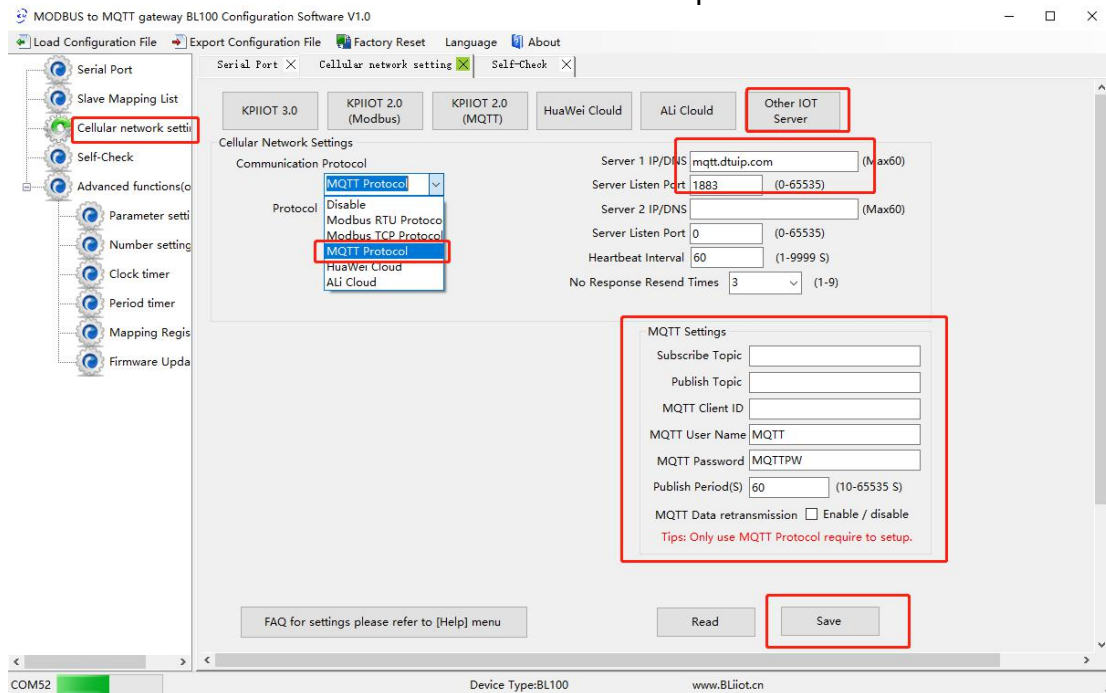 MODBUS to MQTT gateway BL100 Configuration Software V1.0
Load Configuration File Export Configuration File Factory Reset Language About
Serial Port
Slave Mapping List
Cellular network setti
Self-Check
Advanced functions(o
Parameter setti
Number setting
Clock timer
Period timer
Mapping Regis
Firmware Upda
Serial Port Cellular network setting Self-Check
KPIIOT 3.0
KPIIOT 2.0
(Modbus)
KPIIOT 2.0
(MQTT)
HuaWei Clould
ALi Clould
Other IOT
Server
Cellular Network Settings
Communication Protocol
MQTT Protocol
Protocol
Disable
Modbus RTU Protoco
Modbus TCP Protocol
MQTT Protocol
HuaWei Cloud
ALi Cloud
Server 1 IP/DNS mqtt.dtuip.com (Max60)
Server Listen Port 1883 (0-65535)
Server 2 IP/DNS (Max60)
Server Listen Port 0 (0-65535)
Heartbeat Interval 60 (1-9999 S)
No Response Resend Times 3 (1-9)
MQTT Settings
Subscribe Topic
Publish Topic
MQTT Client ID
MQTT User Name MQTT
MQTT Password MQTTPW
Publish Period(S) 60 (10-65535 S)
MQTT Data retransmission Enable / disable
Tips: Only use MQTT Protocol require to setup.
FAQ for settings please refer to [Help] menu
Read
Save
COM52 Device Type:BL100 www.BLiiot.cn